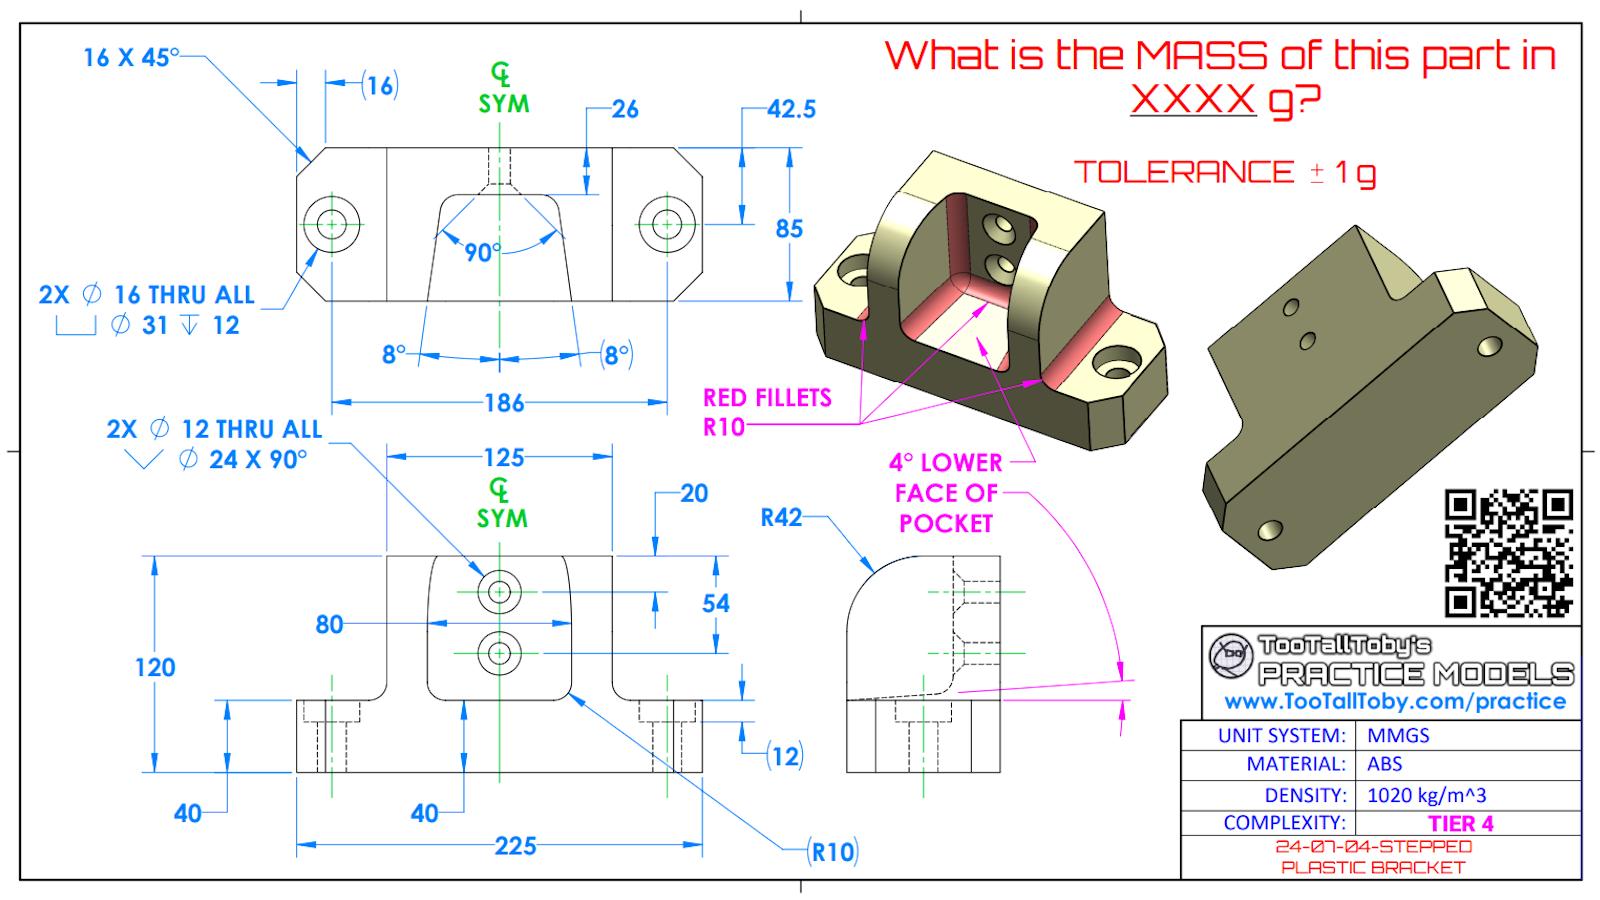 What is the MASS of this part in
XXXX g?
TOLERANCE ± 1 g
16 X 45°
(16)
℄
SYM
26
42.5
85
90°
2X ∅ 16 THRU ALL
⌴ ∅ 31 ↧ 12
8°
(8°)
186
RED FILLETS
R10
2X ∅ 12 THRU ALL
⌵ ∅ 24 X 90°
125
℄
SYM
20
4° LOWER
FACE OF
POCKET
R42
80
54
120
(12)
40
40
225
(R10)
TooTallToby's
PRACTICE MODELS
www.TooTallToby.com/practice
UNIT SYSTEM: MMGS
MATERIAL: ABS
DENSITY: 1020 kg/m^3
COMPLEXITY: TIER 4
24-07-04-STEPPED
PLASTIC BRACKET